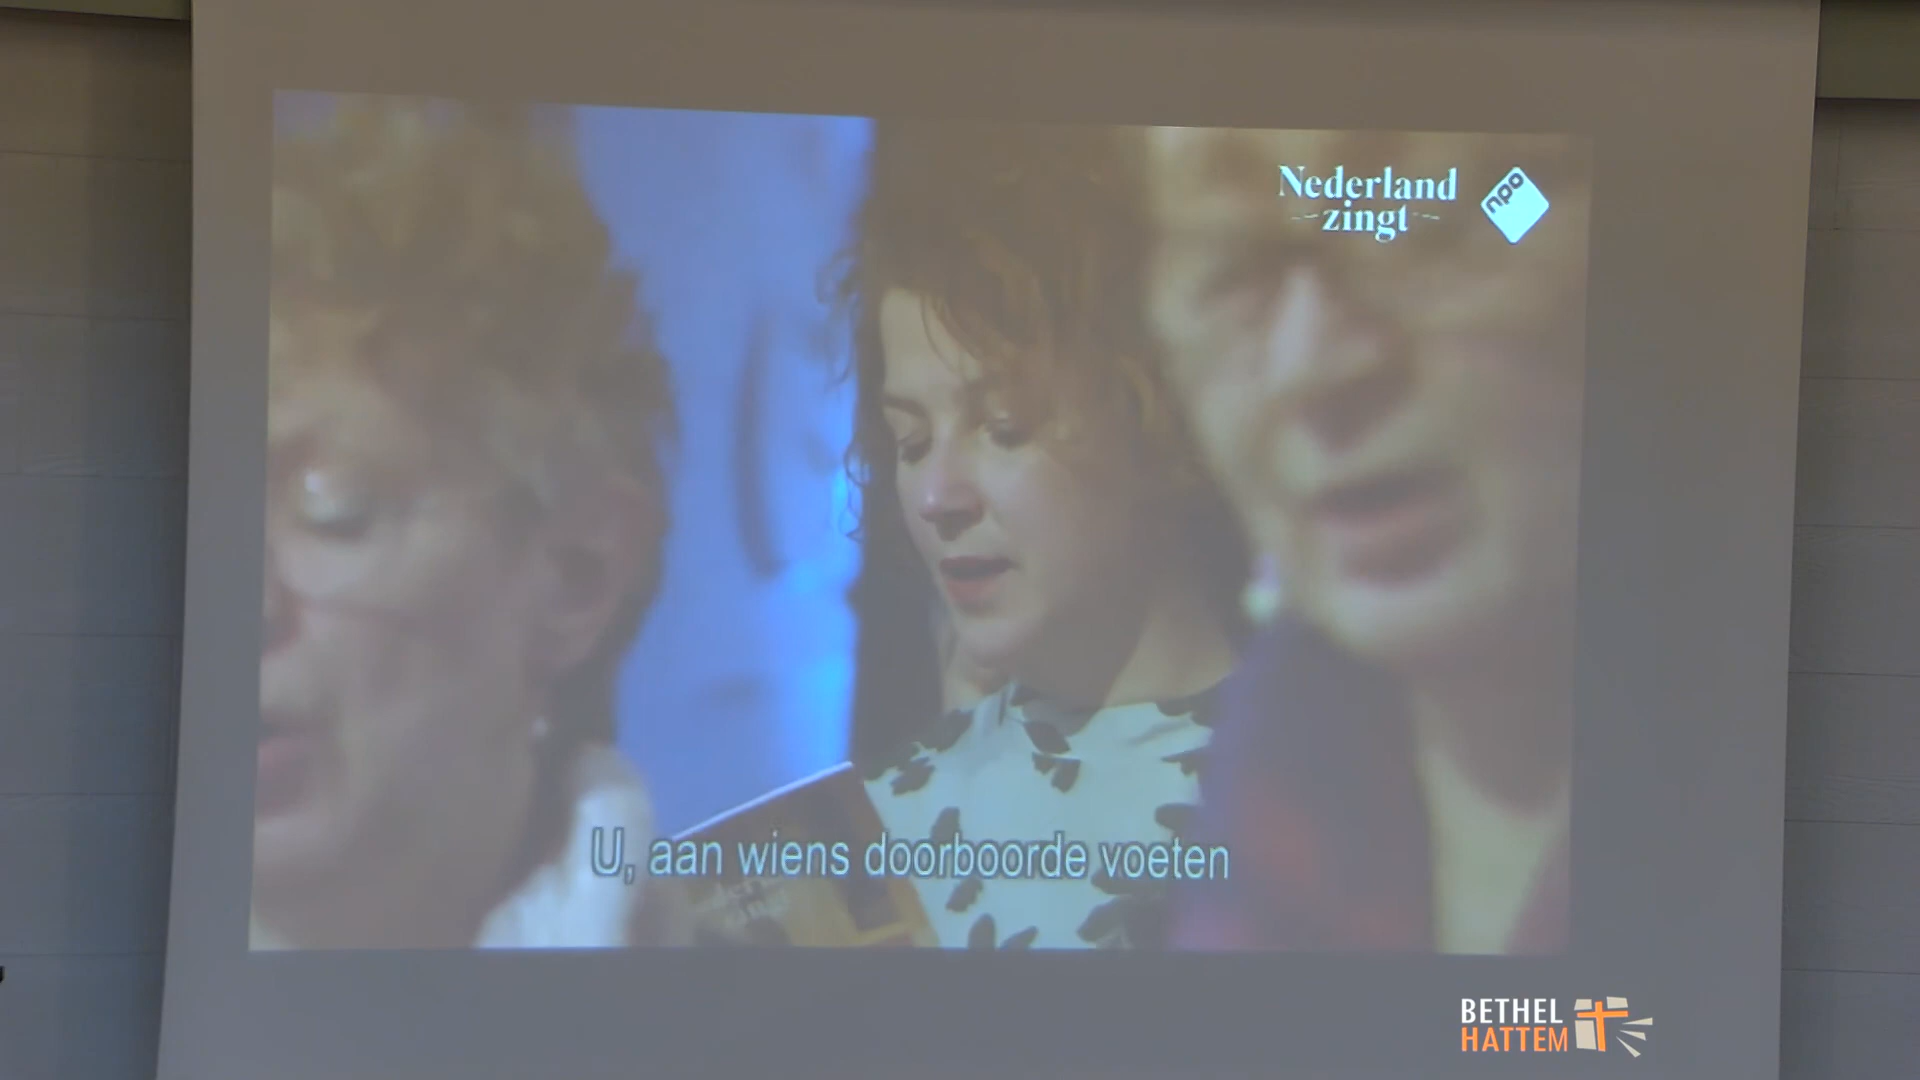 Nederland
zingt
npo
U, aan wiens doorboorde voeten
BETHEL
HATTEM